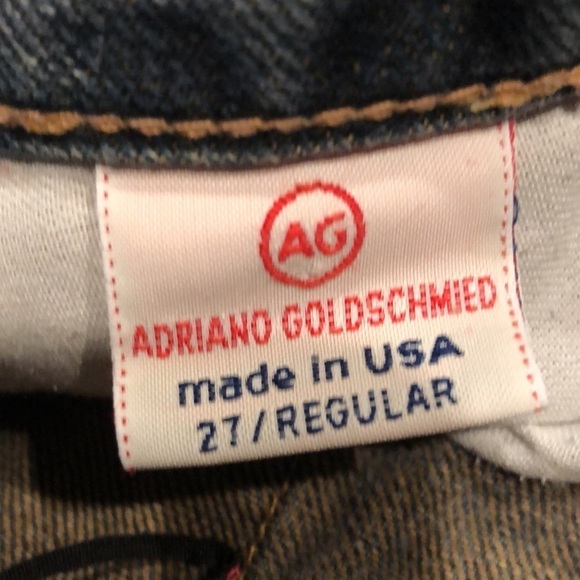 AG
ADRIANO GOLDSCHMIED
made in USA
27/REGULAR